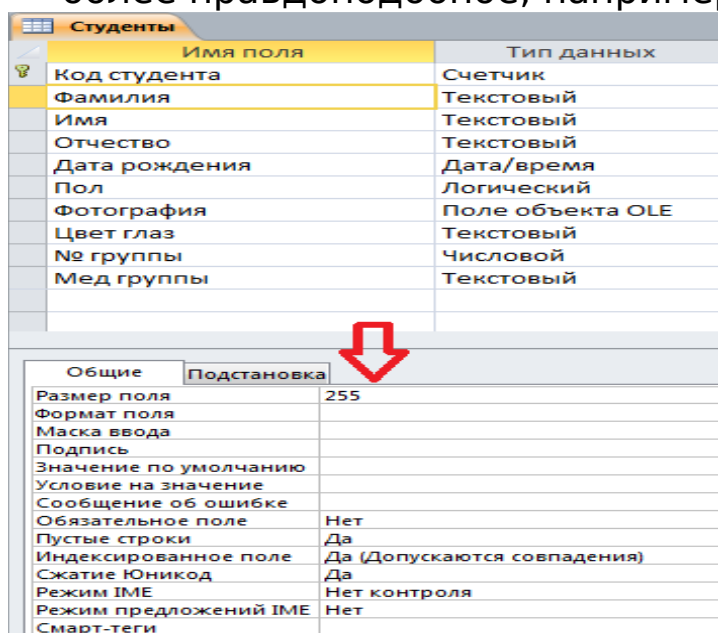 более правдоподобное, например
Студенты
Имя поля Тип данных
Код студента Счетчик
Фамилия Текстовый
Имя Текстовый
Отчество Текстовый
Дата рождения Дата/время
Пол Логический
Фотография Поле объекта OLE
Цвет глаз Текстовый
№ группы Числовой
Мед группы Текстовый
Общие Подстановка
Размер поля 255
Формат поля
Маска ввода
Подпись
Значение по умолчанию
Условие на значение
Сообщение об ошибке
Обязательное поле Нет
Пустые строки Да
Индексированное поле Да (Допускаются совпадения)
Сжатие Юникод Да
Режим IME Нет контроля
Режим предложений IME Нет
Смарт-теги